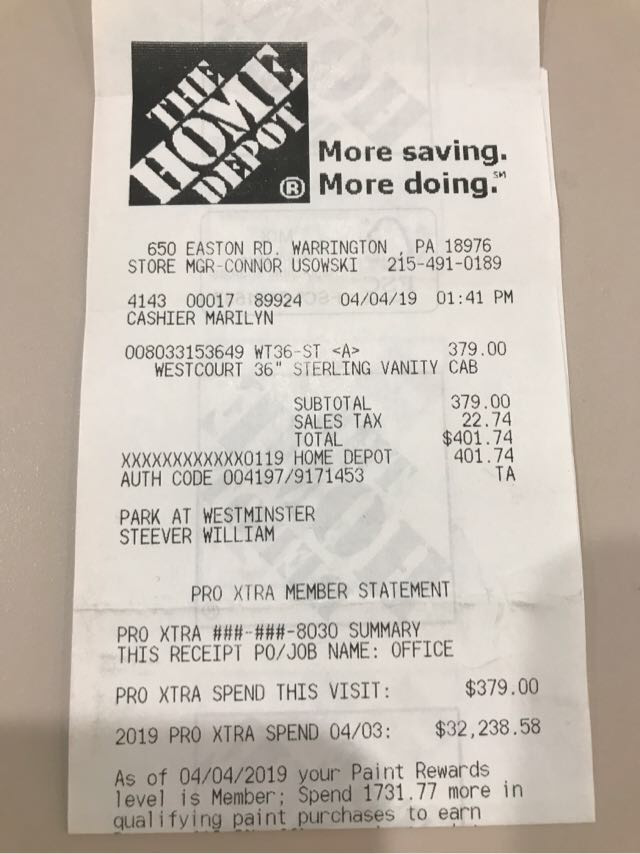 THE
HOME
DEPOT
®
More saving.
More doing.℠
650 EASTON RD. WARRINGTON , PA 18976
STORE MGR-CONNOR USOWSKI 215-491-0189
4143 00017 89924 04/04/19 01:41 PM
CASHIER MARILYN
008033153649 WT36-ST <A> 379.00
WESTCOURT 36" STERLING VANITY CAB
SUBTOTAL 379.00
SALES TAX 22.74
TOTAL $401.74
XXXXXXXXXXXX0119 HOME DEPOT 401.74
AUTH CODE 004197/9171453 TA
PARK AT WESTMINSTER
STEEVER WILLIAM
PRO XTRA MEMBER STATEMENT
PRO XTRA ###-###-8030 SUMMARY
THIS RECEIPT PO/JOB NAME: OFFICE
PRO XTRA SPEND THIS VISIT: $379.00
2019 PRO XTRA SPEND 04/03: $32,238.58
As of 04/04/2019 your Paint Rewards
level is Member; Spend 1731.77 more in
qualifying paint purchases to earn